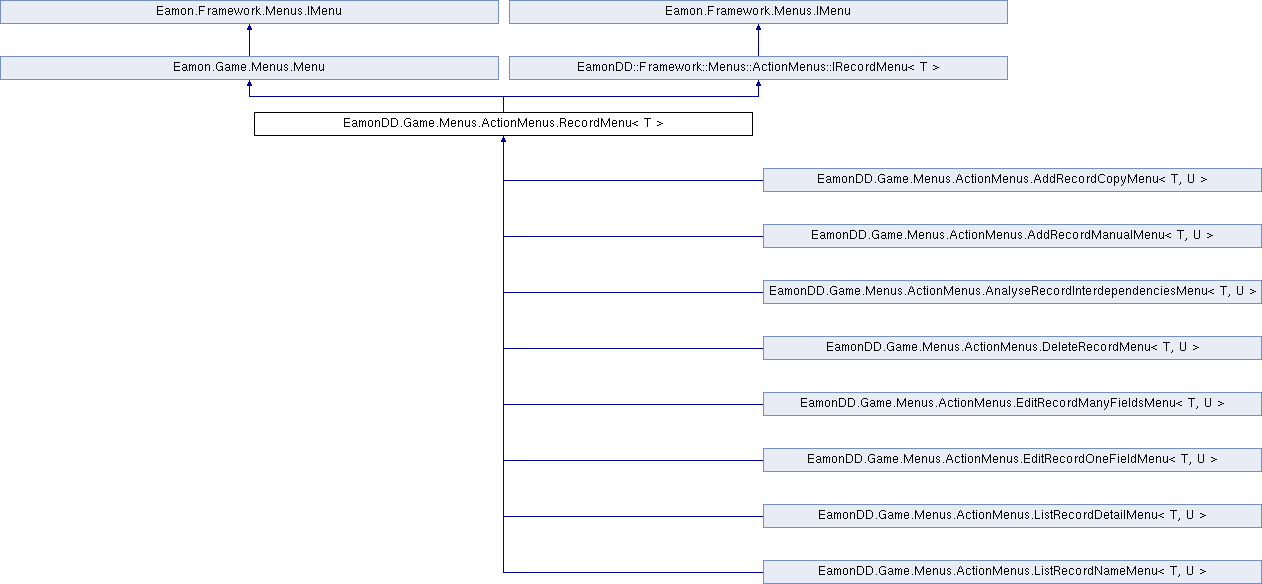 Eamon.Framework.Menus.IMenu
Eamon.Framework.Menus.IMenu
Eamon.Game.Menus.Menu
EamonDD::Framework::Menus::ActionMenus::IRecordMenu< T >
EamonDD.Game.Menus.ActionMenus.RecordMenu< T >
EamonDD.Game.Menus.ActionMenus.AddRecordCopyMenu< T, U >
EamonDD.Game.Menus.ActionMenus.AddRecordManualMenu< T, U >
EamonDD.Game.Menus.ActionMenus.AnalyseRecordInterdependenciesMenu< T, U >
EamonDD.Game.Menus.ActionMenus.DeleteRecordMenu< T, U >
EamonDD.Game.Menus.ActionMenus.EditRecordManyFieldsMenu< T, U >
EamonDD.Game.Menus.ActionMenus.EditRecordOneFieldMenu< T, U >
EamonDD.Game.Menus.ActionMenus.ListRecordDetailMenu< T, U >
EamonDD.Game.Menus.ActionMenus.ListRecordNameMenu< T, U >